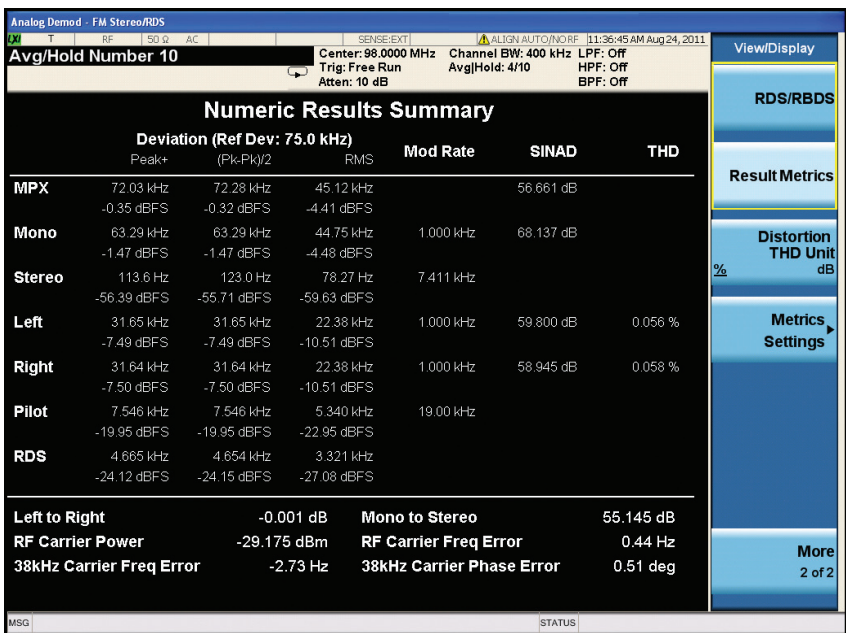 Analog Demod - FM Stereo/RDS
LXI T RF 50 Ω AC SENSE:EXT ALIGN AUTO/NO RF 11:36:45 AM Aug 24, 2011
Avg/Hold Number 10
Center: 98.0000 MHz Channel BW: 400 kHz LPF: Off
Trig: Free Run Avg|Hold: 4/10 HPF: Off
Atten: 10 dB BPF: Off
Numeric Results Summary
Deviation (Ref Dev: 75.0 kHz)
Peak+ (Pk-Pk)/2 RMS Mod Rate SINAD THD
MPX 72.03 kHz 72.28 kHz 45.12 kHz 56.661 dB
-0.35 dBFS -0.32 dBFS -4.41 dBFS
Mono 63.29 kHz 63.29 kHz 44.75 kHz 1.000 kHz 68.137 dB
-1.47 dBFS -1.47 dBFS -4.48 dBFS
Stereo 113.6 Hz 123.0 Hz 78.27 Hz 7.411 kHz
-56.39 dBFS -55.71 dBFS -59.63 dBFS
Left 31.65 kHz 31.65 kHz 22.38 kHz 1.000 kHz 59.800 dB 0.056 %
-7.49 dBFS -7.49 dBFS -10.51 dBFS
Right 31.64 kHz 31.64 kHz 22.38 kHz 1.000 kHz 58.945 dB 0.058 %
-7.50 dBFS -7.50 dBFS -10.51 dBFS
Pilot 7.546 kHz 7.546 kHz 5.340 kHz 19.00 kHz
-19.95 dBFS -19.95 dBFS -22.95 dBFS
RDS 4.665 kHz 4.654 kHz 3.321 kHz
-24.12 dBFS -24.15 dBFS -27.08 dBFS
Left to Right -0.001 dB Mono to Stereo 55.145 dB
RF Carrier Power -29.175 dBm RF Carrier Freq Error 0.44 Hz
38kHz Carrier Freq Error -2.73 Hz 38kHz Carrier Phase Error 0.51 deg
MSG STATUS
View/Display
RDS/RBDS
Result Metrics
Distortion
THD Unit
% dB
Metrics
Settings
More
2 of 2